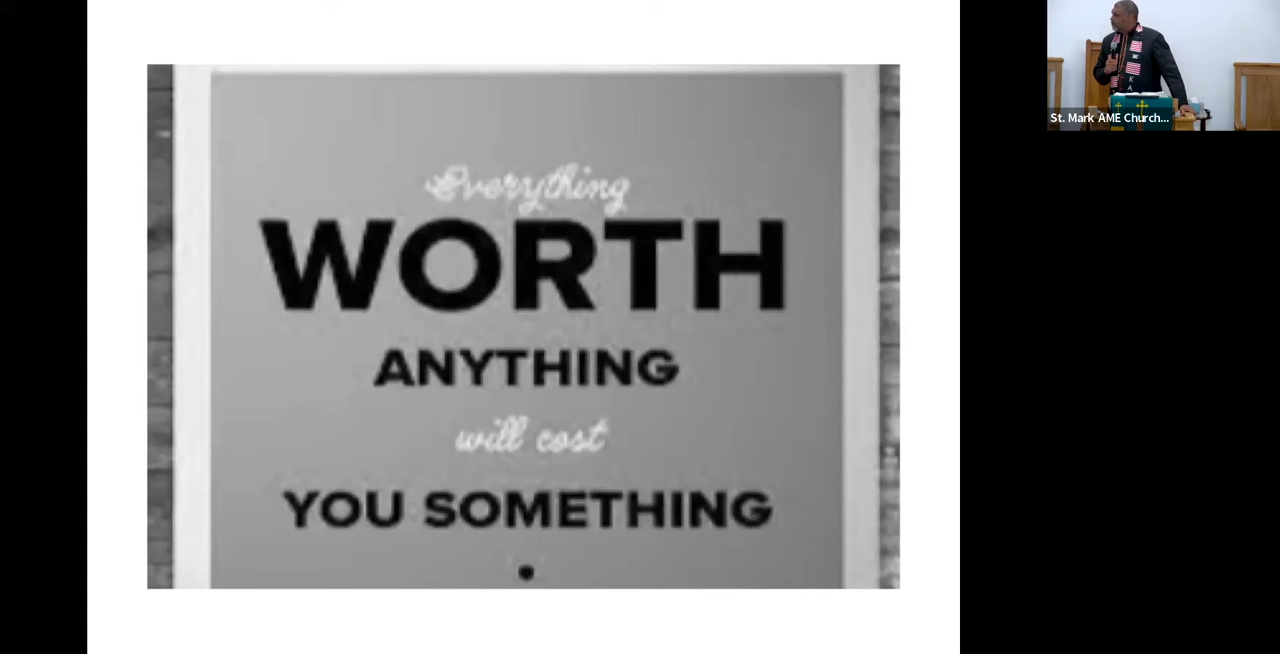 Everything
WORTH
ANYTHING
will cost
YOU SOMETHING
St. Mark AME Church...
K
A